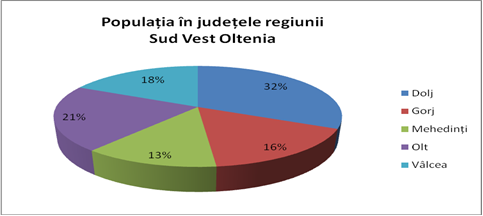 Populația în județele regiunii
Sud Vest Oltenia
18%
32%
21%
13%
16%
Dolj
Gorj
Mehedinți
Olt
Vâlcea